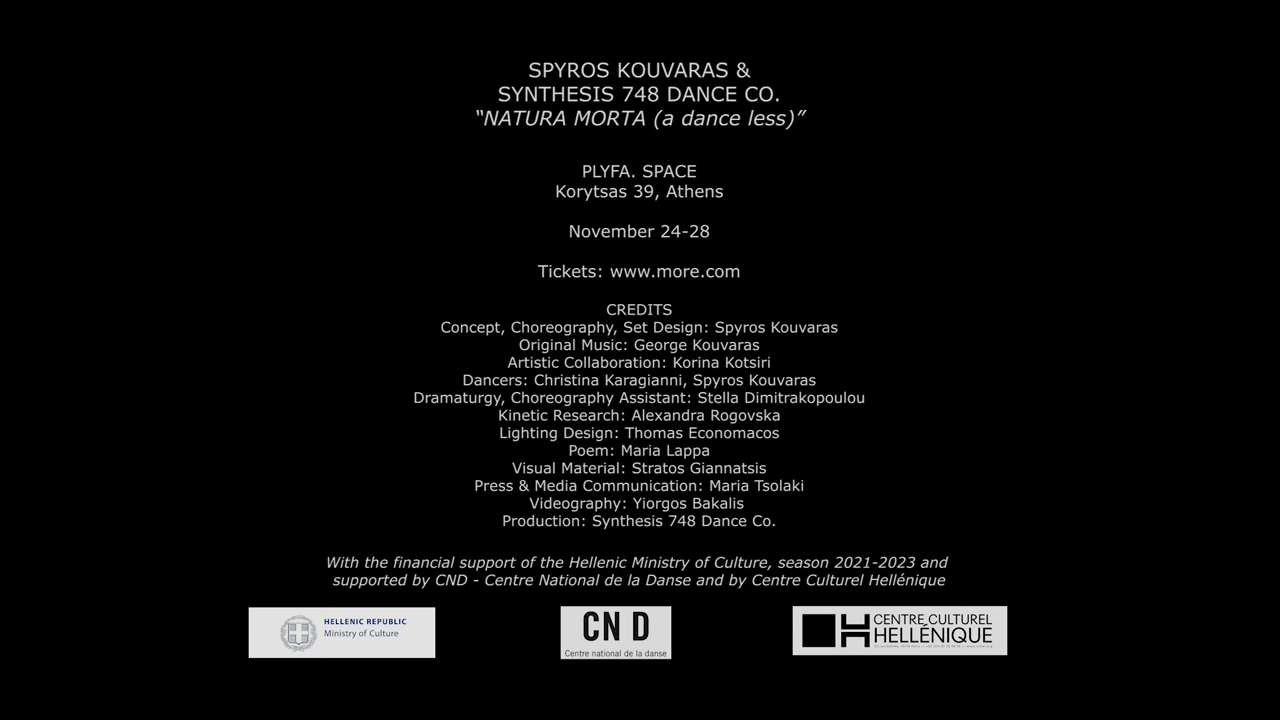 SPYROS KOUVARAS &
SYNTHESIS 748 DANCE CO.
“NATURA MORTA (a dance less)”
PLYFA. SPACE
Korytsas 39, Athens
November 24-28
Tickets: www.more.com
CREDITS
Concept, Choreography, Set Design: Spyros Kouvaras
Original Music: George Kouvaras
Artistic Collaboration: Korina Kotsiri
Dancers: Christina Karagianni, Spyros Kouvaras
Dramaturgy, Choreography Assistant: Stella Dimitrakopoulou
Kinetic Research: Alexandra Rogovska
Lighting Design: Thomas Economacos
Poem: Maria Lappa
Visual Material: Stratos Giannatsis
Press & Media Communication: Maria Tsolaki
Videography: Yiorgos Bakalis
Production: Synthesis 748 Dance Co.
With the financial support of the Hellenic Ministry of Culture, season 2021-2023 and
supported by CND - Centre National de la Danse and by Centre Culturel Hellénique
HELLENIC REPUBLIC
Ministry of Culture
CN D
Centre national de la danse
CENTRE CULTUREL
HELLÉNIQUE